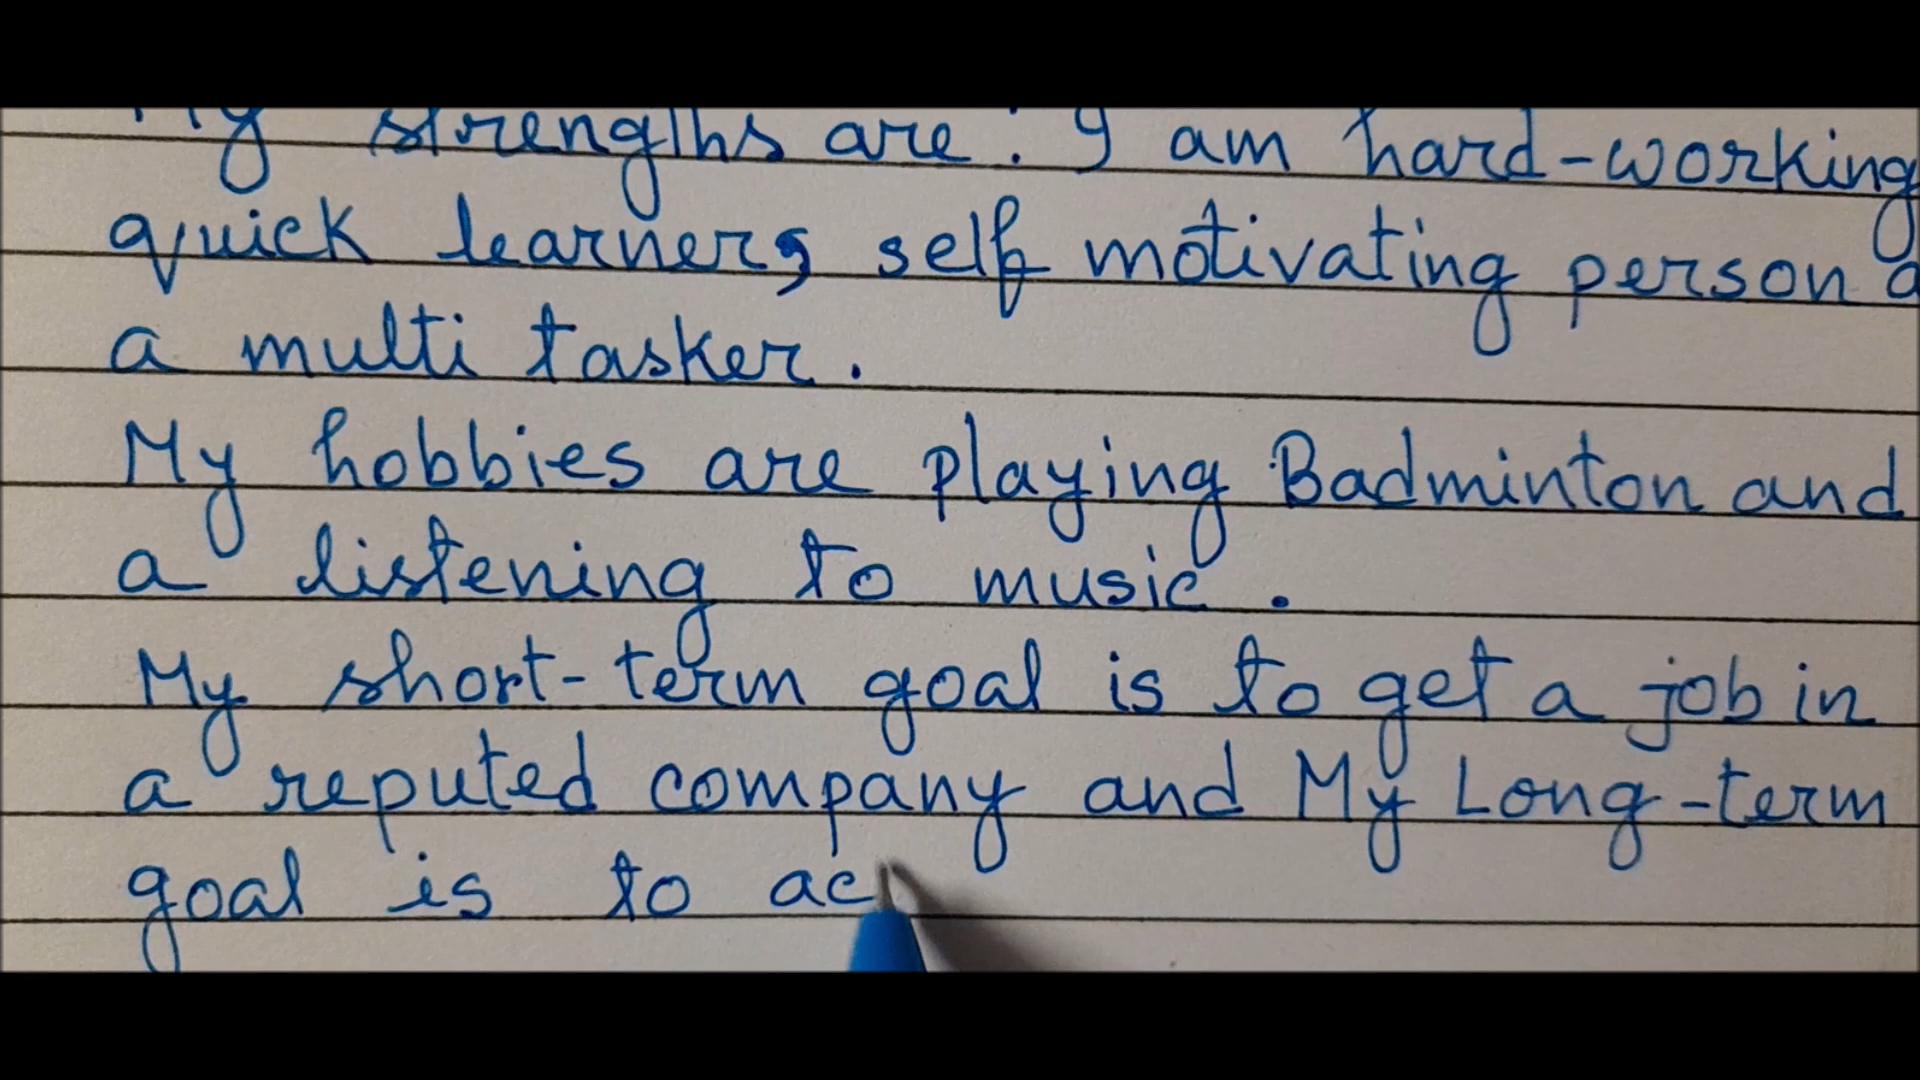 My strengths are: I am hard-working
quick learners, self motivating person
a multi tasker.
My hobbies are playing Badminton and
a listening to music.
My short-term goal is to get a job in
a reputed company and My Long-term
goal is to ac